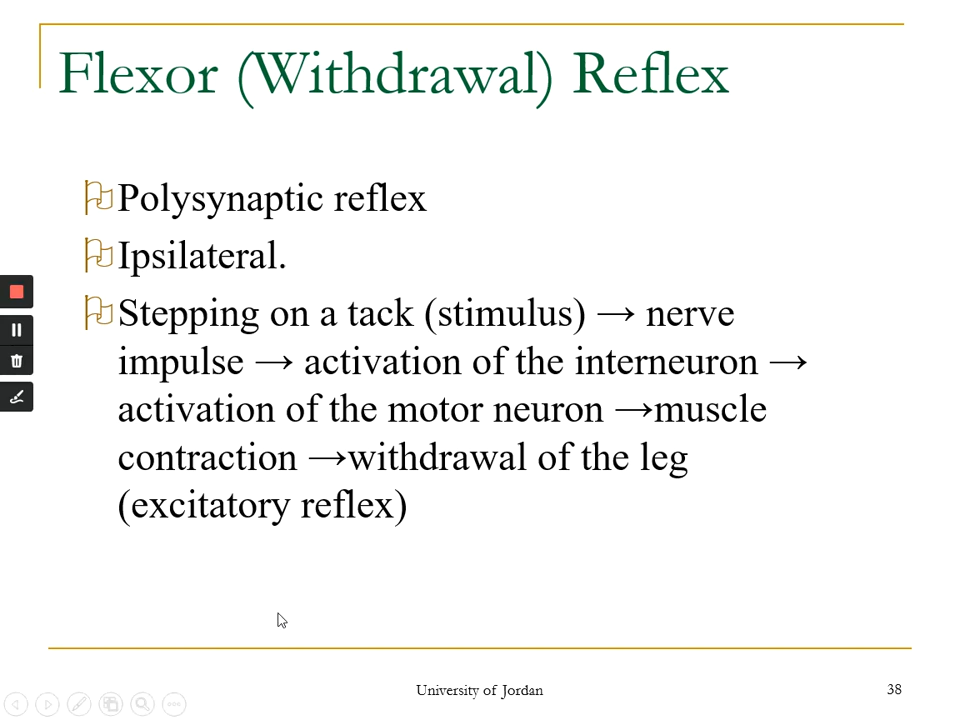 Flexor (Withdrawal) Reflex
Polysynaptic reflex
Ipsilateral.
Stepping on a tack (stimulus) → nerve
impulse → activation of the interneuron →
activation of the motor neuron →muscle
contraction →withdrawal of the leg
(excitatory reflex)
University of Jordan
38